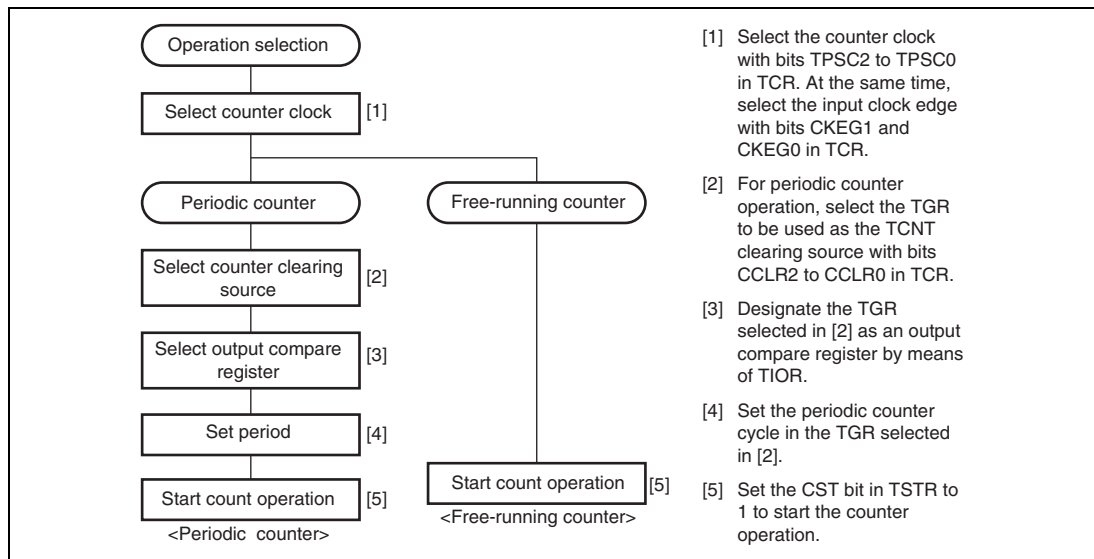 Operation selection
Select counter clock
[1]
Periodic counter
Free-running counter
Select counter clearing
source
[2]
Select output compare
register
[3]
Set period
[4]
Start count operation
[5]
<Periodic counter>
Start count operation
[5]
<Free-running counter>
[1] Select the counter clock
with bits TPSC2 to TPSC0
in TCR. At the same time,
select the input clock edge
with bits CKEG1 and
CKEG0 in TCR.
[2] For periodic counter
operation, select the TGR
to be used as the TCNT
clearing source with bits
CCLR2 to CCLR0 in TCR.
[3] Designate the TGR
selected in [2] as an output
compare register by means
of TIOR.
[4] Set the periodic counter
cycle in the TGR selected
in [2].
[5] Set the CST bit in TSTR to
1 to start the counter
operation.